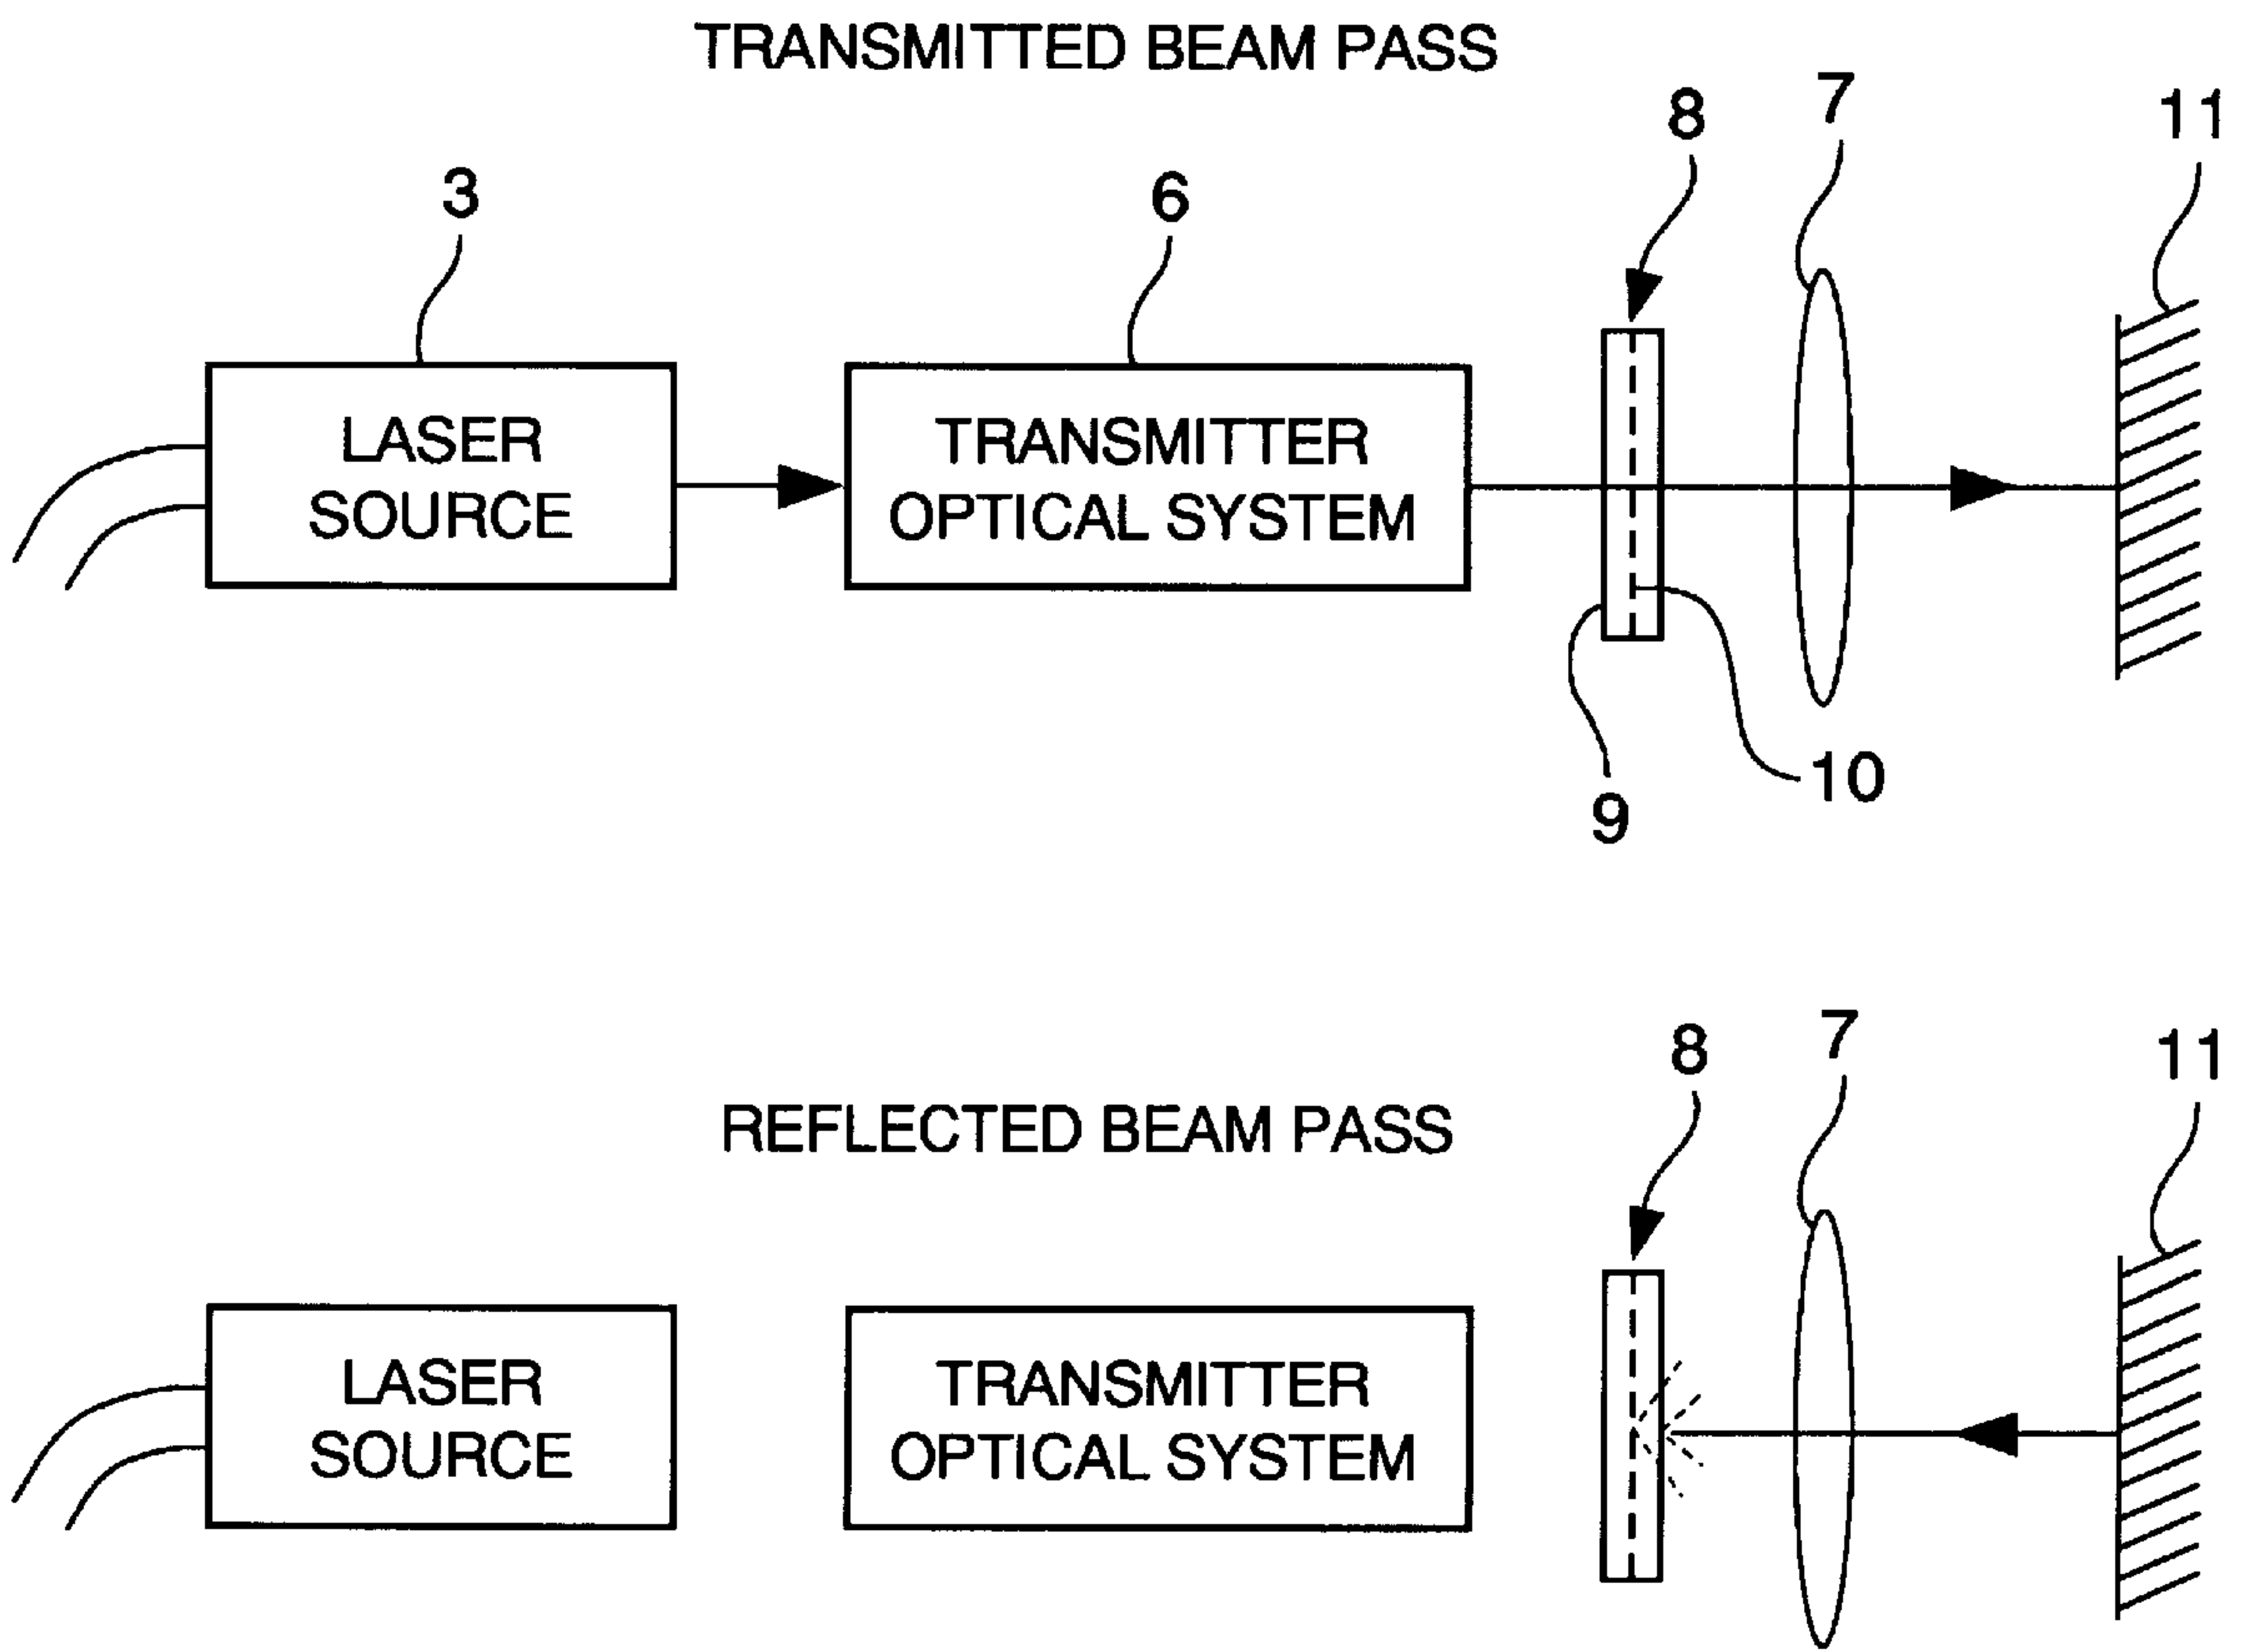 TRANSMITTED BEAM PASS
3
6
8
7
11
LASER
SOURCE
TRANSMITTER
OPTICAL SYSTEM
9
10
REFLECTED BEAM PASS
8
7
11
LASER
SOURCE
TRANSMITTER
OPTICAL SYSTEM